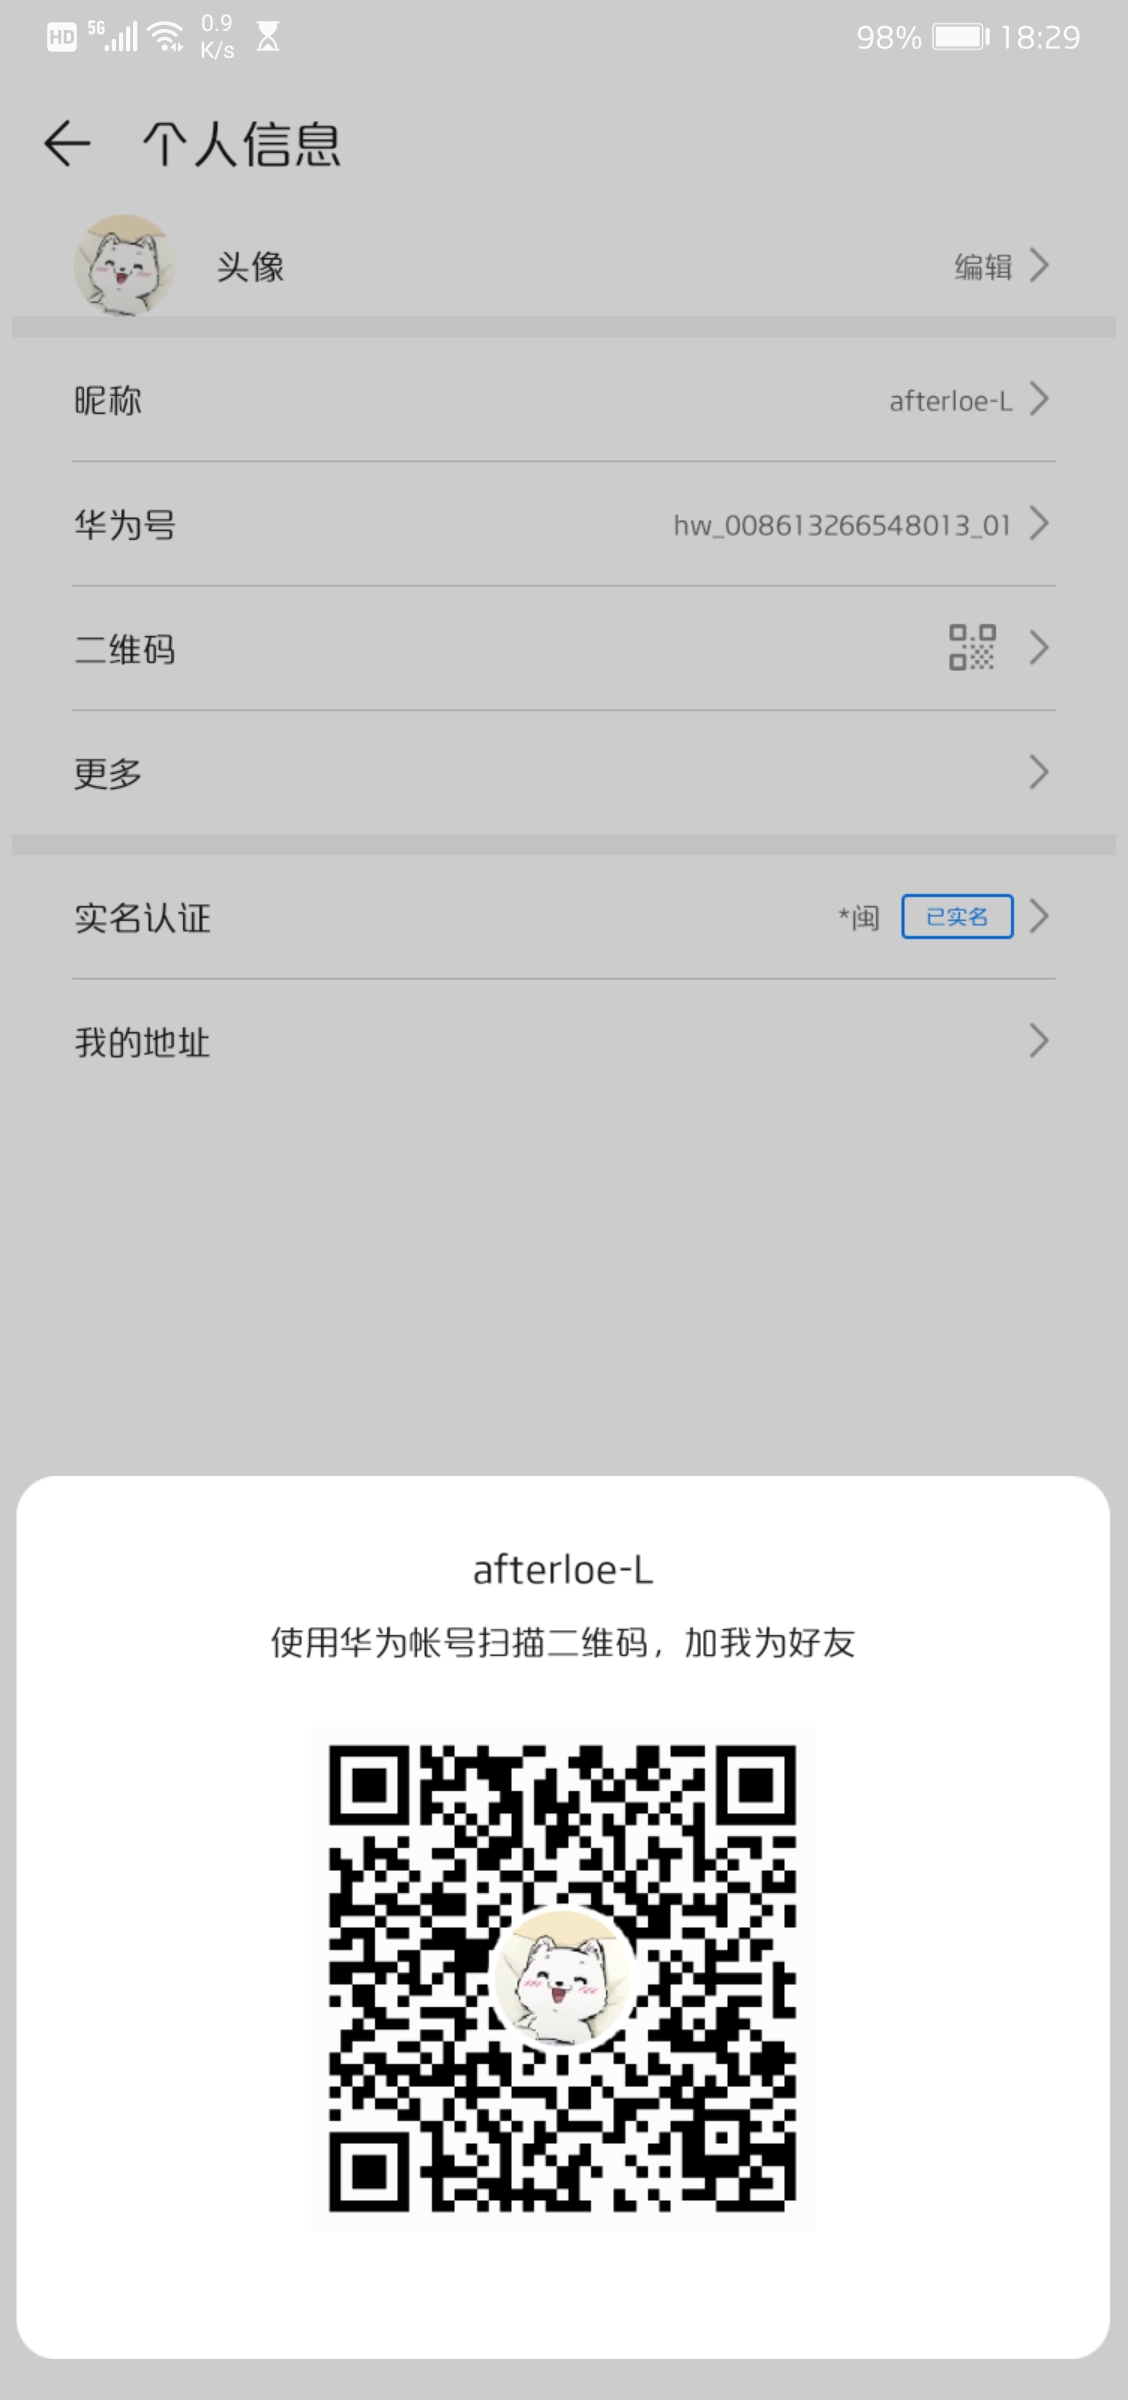 HD 5G 0.9 K/s 98% 18:29
个人信息
头像 编辑
昵称 afterloe-L
华为号 hw_008613266548013_01
二维码
更多
实名认证 *闽 已实名
我的地址
afterloe-L
使用华为帐号扫描二维码，加我为好友